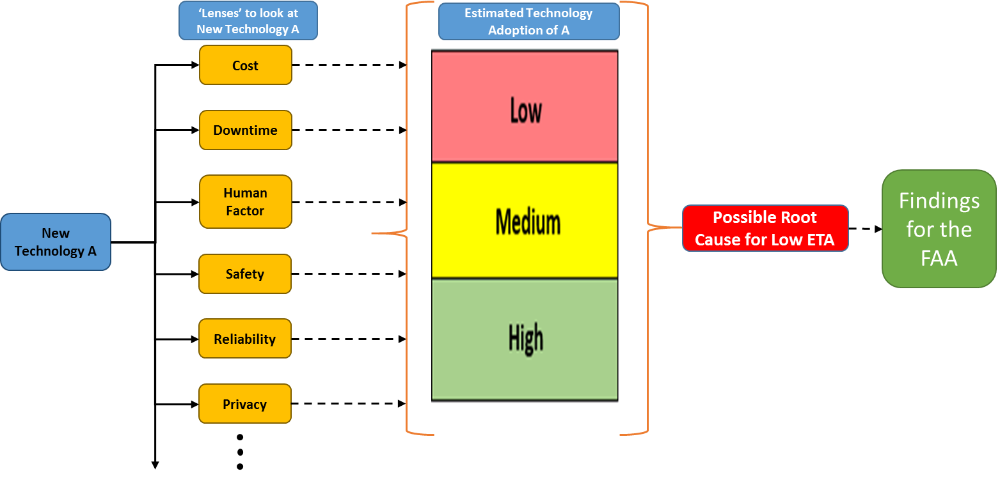 ‘Lenses’ to look at
New Technology A
Estimated Technology
Adoption of A
Cost
Downtime
Human
Factor
Safety
Reliability
Privacy
New
Technology A
Low
Medium
High
Possible Root
Cause for Low ETA
Findings
for the
FAA